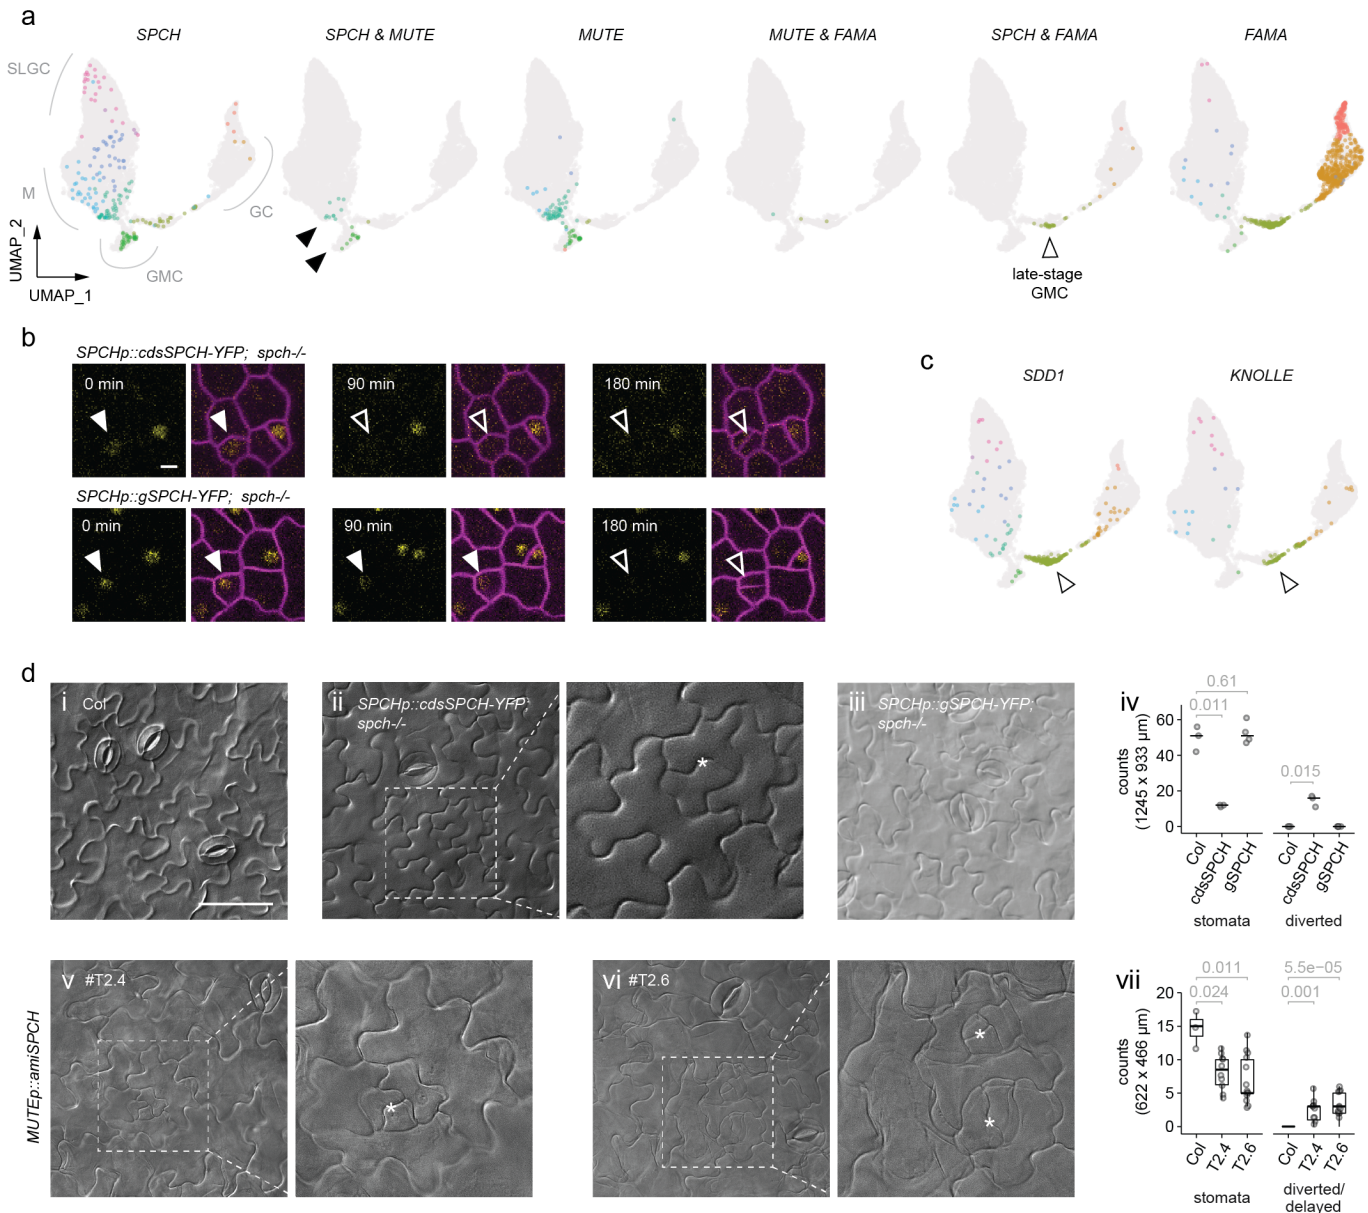 a
SPCH
SPCH & MUTE
MUTE
MUTE & FAMA
SPCH & FAMA
FAMA
SLGC
M
GC
GMC
UMAP_2
UMAP_1
late-stage
GMC
b
SPCHp::cdsSPCH-YFP; spch-/-
0 min
90 min
180 min
SPCHp::gSPCH-YFP; spch-/-
0 min
90 min
180 min
c
SDD1
KNOLLE
d
i Col
ii SPCHp::cdsSPCH-YFP;
spch-/-
*
iii SPCHp::gSPCH-YFP;
spch-/-
iv
0.61
0.011
0.015
60
40
20
0
counts
(1245 x 933 µm)
Col
cdsSPCH
gSPCH
Col
cdsSPCH
gSPCH
stomata
diverted
MUTEp::amiSPCH
v #T2.4
*
vi #T2.6
*
*
vii
0.011
0.024
5.5e−05
0.001
20
15
10
5
0
counts
(622 x 466 µm)
Col
T2.4
T2.6
Col
T2.4
T2.6
stomata
diverted/
delayed